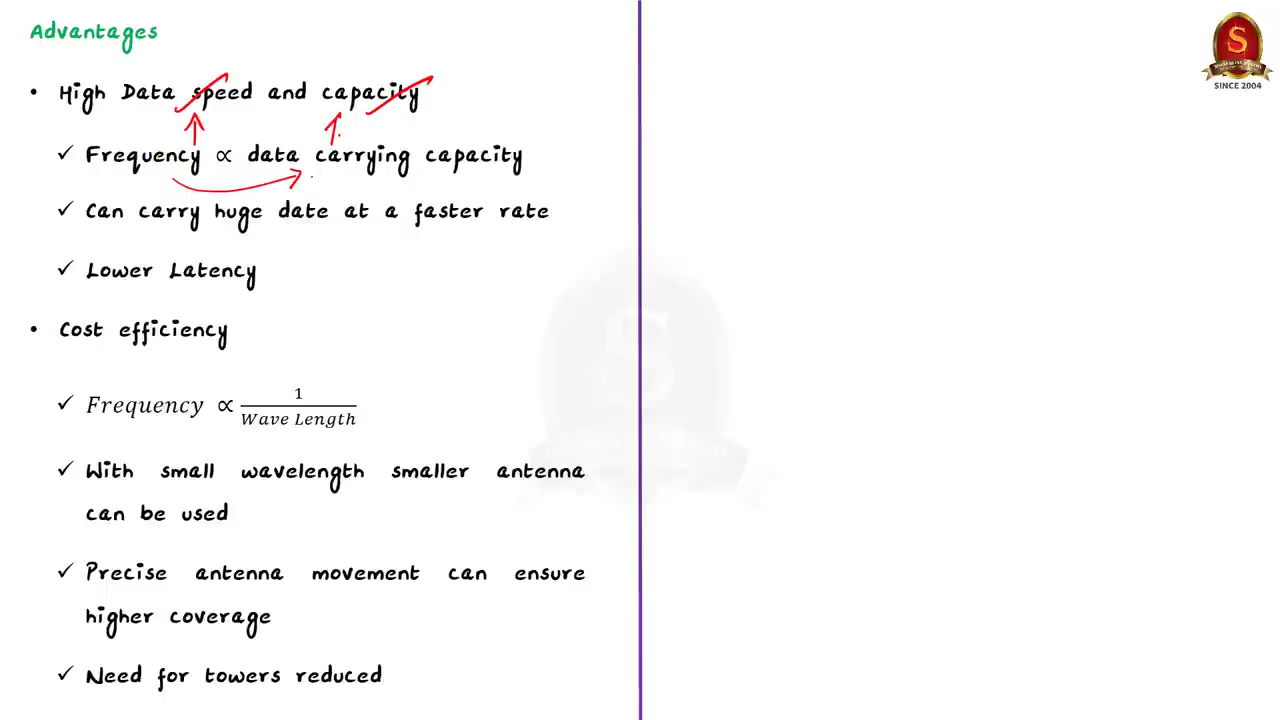 Advantages
• High Data speed and capacity
✓ Frequency ∝ data carrying capacity
✓ Can carry huge date at a faster rate
✓ Lower Latency
• Cost efficiency
✓ Frequency ∝ 1 / Wave Length
✓ With small wavelength smaller antenna
can be used
✓ Precise antenna movement can ensure
higher coverage
✓ Need for towers reduced
S
SINCE 2004